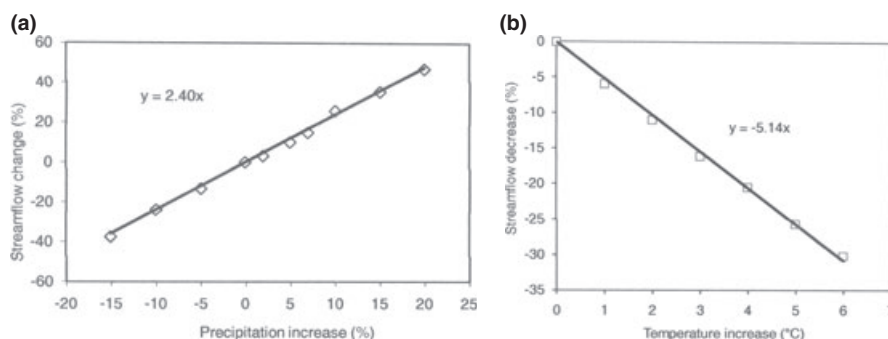 (a)
60
40
20
0
-20
-40
-60
y = 2.40x
Streamflow change (%)
-20 -15 -10 -5 0 5 10 15 20 25
Precipitation increase (%)
(b)
0
-5
-10
-15
-20
-25
-30
-35
y = -5.14x
Streamflow decrease (%)
0 1 2 3 4 5 6
Temperature increase (°C)